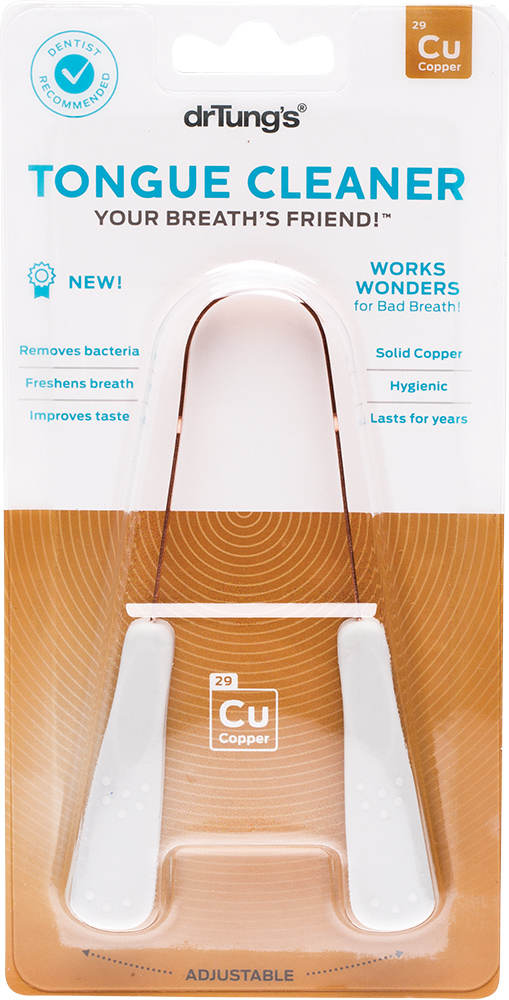 DENTIST
RECOMMENDED
29
Cu
Copper
drTung's®
TONGUE CLEANER
YOUR BREATH'S FRIEND!™
NEW!
WORKS
WONDERS
for Bad Breath!
Removes bacteria
Freshens breath
Improves taste
Solid Copper
Hygienic
Lasts for years
29
Cu
Copper
ADJUSTABLE